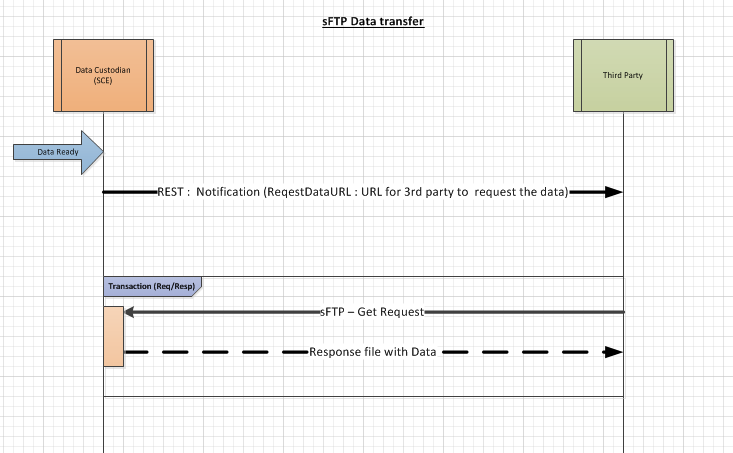 sFTP Data transfer
Data Custodian
(SCE)
Third Party
Data Ready
REST :  Notification (ReqestDataURL : URL for 3rd party to  request the data)
Transaction (Req/Resp)
sFTP – Get Request
Response file with Data